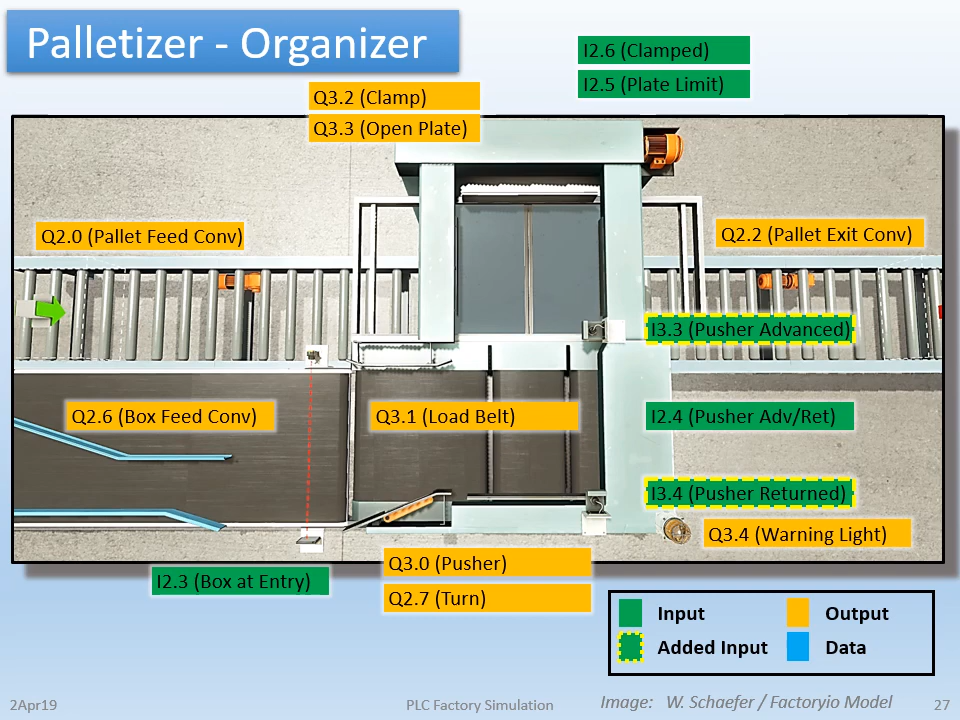 Palletizer - Organizer
I2.6 (Clamped)
I2.5 (Plate Limit)
Q3.2 (Clamp)
Q3.3 (Open Plate)
Q2.0 (Pallet Feed Conv)
Q2.2 (Pallet Exit Conv)
I3.3 (Pusher Advanced)
Q2.6 (Box Feed Conv)
Q3.1 (Load Belt)
I2.4 (Pusher Adv/Ret)
I3.4 (Pusher Returned)
Q3.4 (Warning Light)
Q3.0 (Pusher)
I2.3 (Box at Entry)
Q2.7 (Turn)
Input
Output
Added Input
Data
2Apr19
PLC Factory Simulation
Image: W. Schaefer / Factoryio Model
27